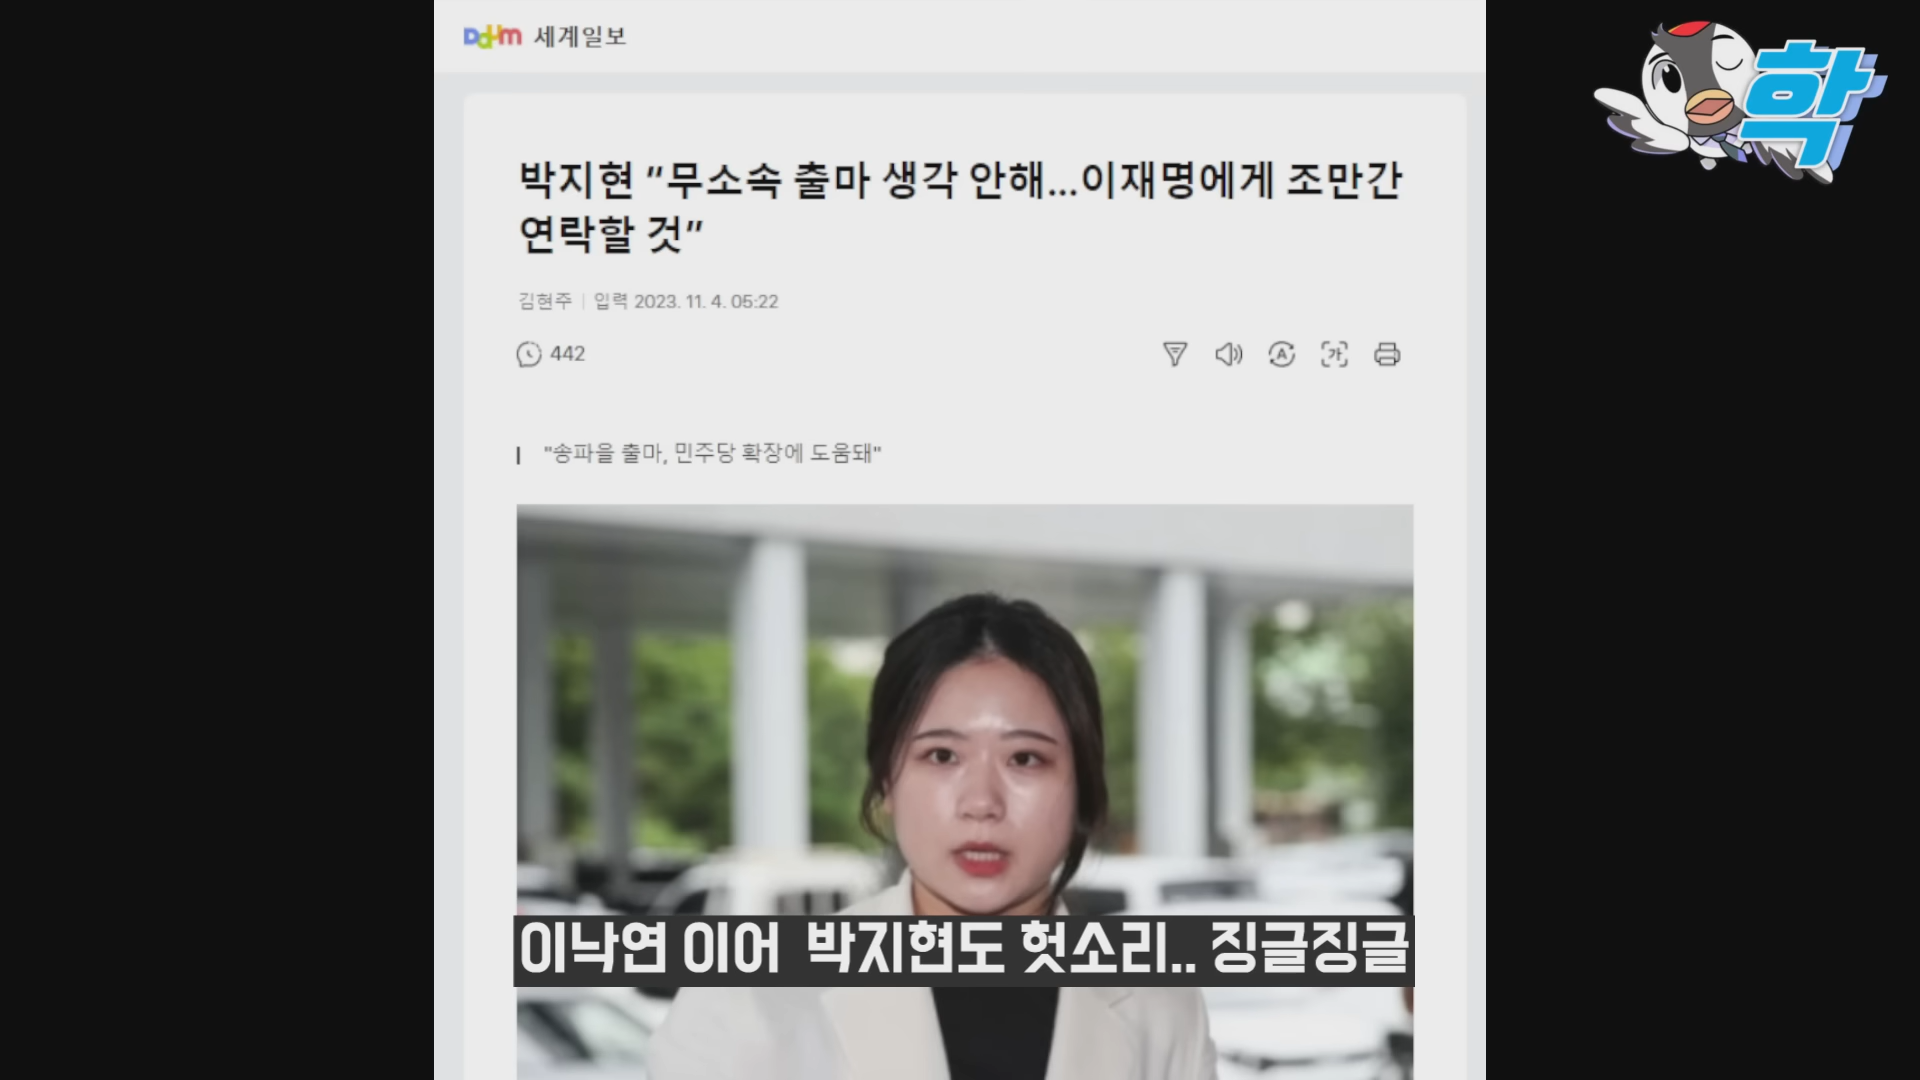 Daum 세계일보
학
박지현 "무소속 출마 생각 안해…이재명에게 조만간
연락할 것"
김현주 입력 2023. 11. 4. 05:22
442
A 가
"송파을 출마, 민주당 확장에 도움돼"
이낙연 이어 박지현도 헛소리.. 징글징글